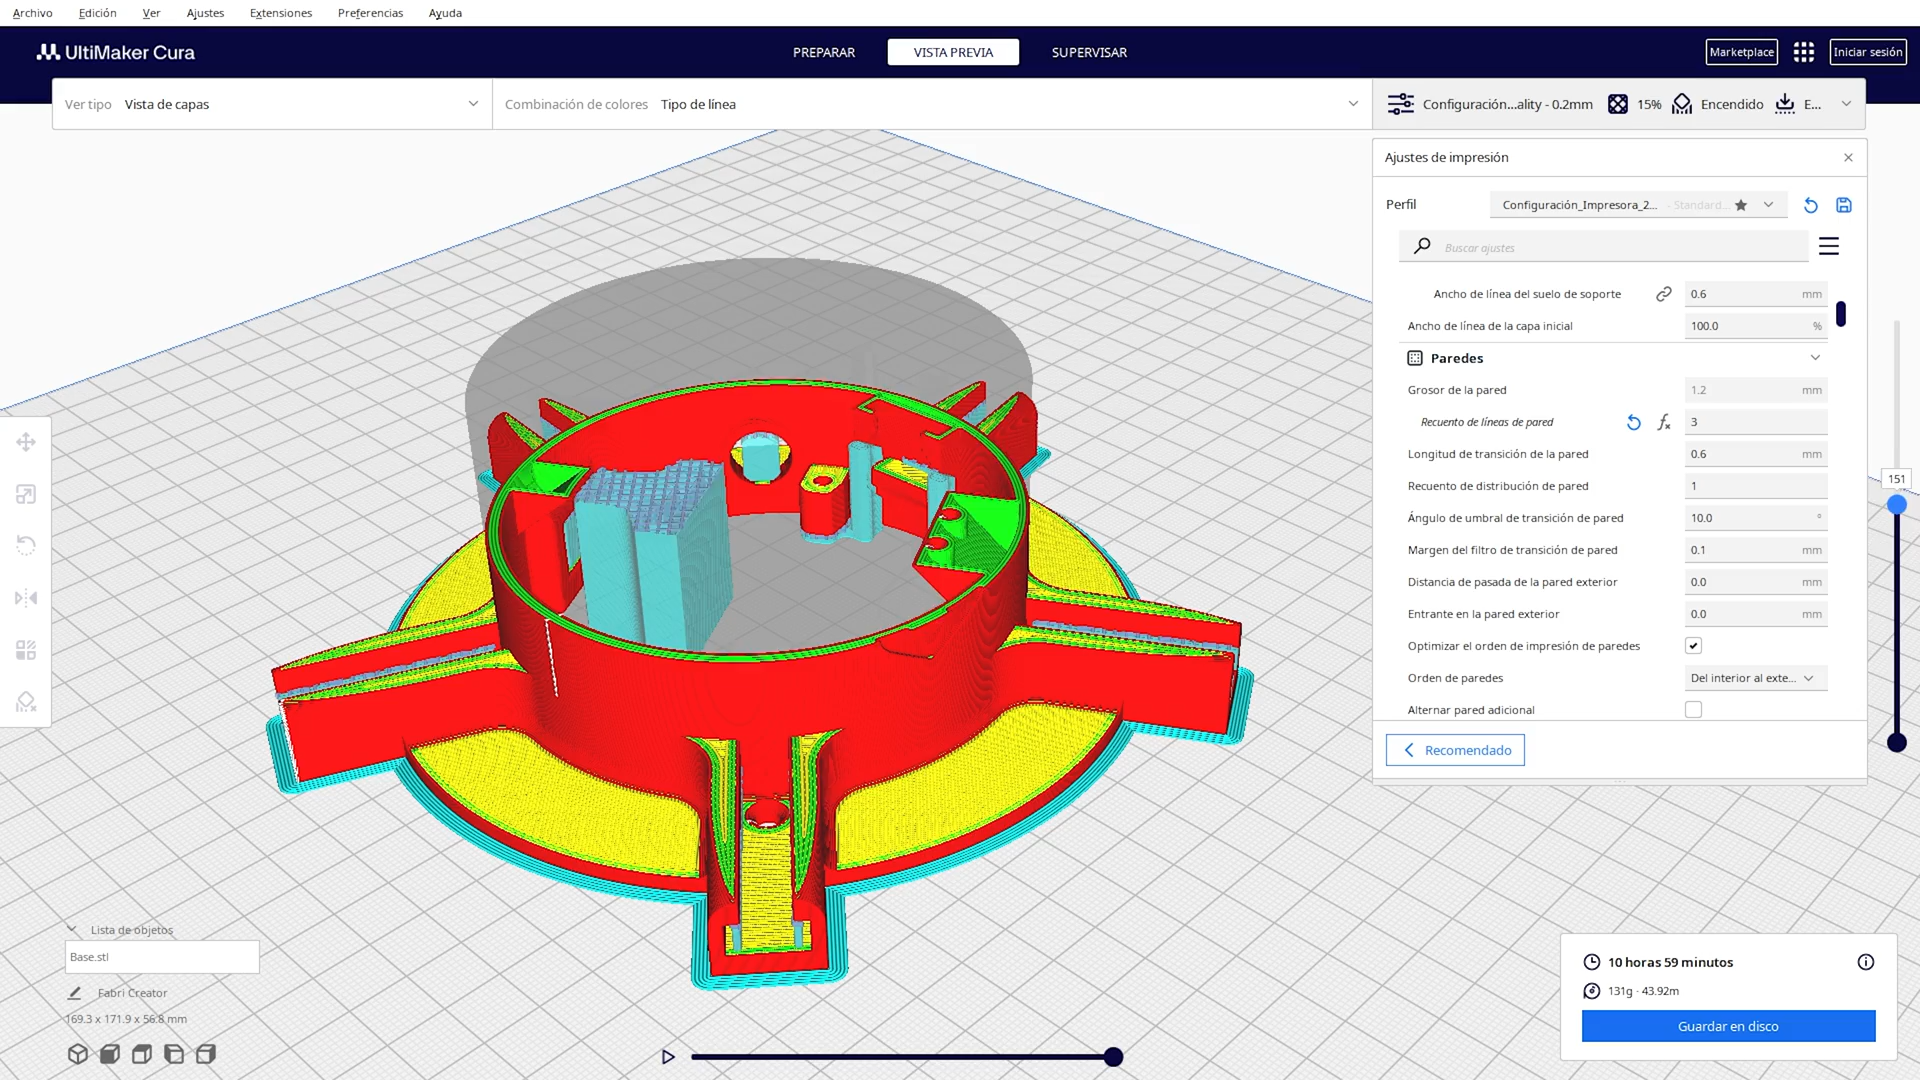 Archivo Edición Ver Ajustes Extensiones Preferencias Ayuda
UltiMaker Cura PREPARAR VISTA PREVIA SUPERVISAR Marketplace Iniciar sesión
Ver tipo Vista de capas Combinación de colores Tipo de línea Configuración...ality - 0.2mm 15% Encendido E...
Ajustes de impresión
Perfil Configuración_Impresora_2... - Standard...
Buscar ajustes
Ancho de línea del suelo de soporte 0.6 mm
Ancho de línea de la capa inicial 100.0 %
Paredes
Grosor de la pared 1.2 mm
Recuento de líneas de pared 3
Longitud de transición de la pared 0.6 mm
Recuento de distribución de pared 1
Ángulo de umbral de transición de pared 10.0 °
Margen del filtro de transición de pared 0.1 mm
Distancia de pasada de la pared exterior 0.0 mm
Entrante en la pared exterior 0.0 mm
Optimizar el orden de impresión de paredes
Orden de paredes Del interior al exte...
Alternar pared adicional
Recomendado
151
Lista de objetos
Base.stl
Fabri Creator
169.3 x 171.9 x 56.8 mm
10 horas 59 minutos
131g · 43.92m
Guardar en disco